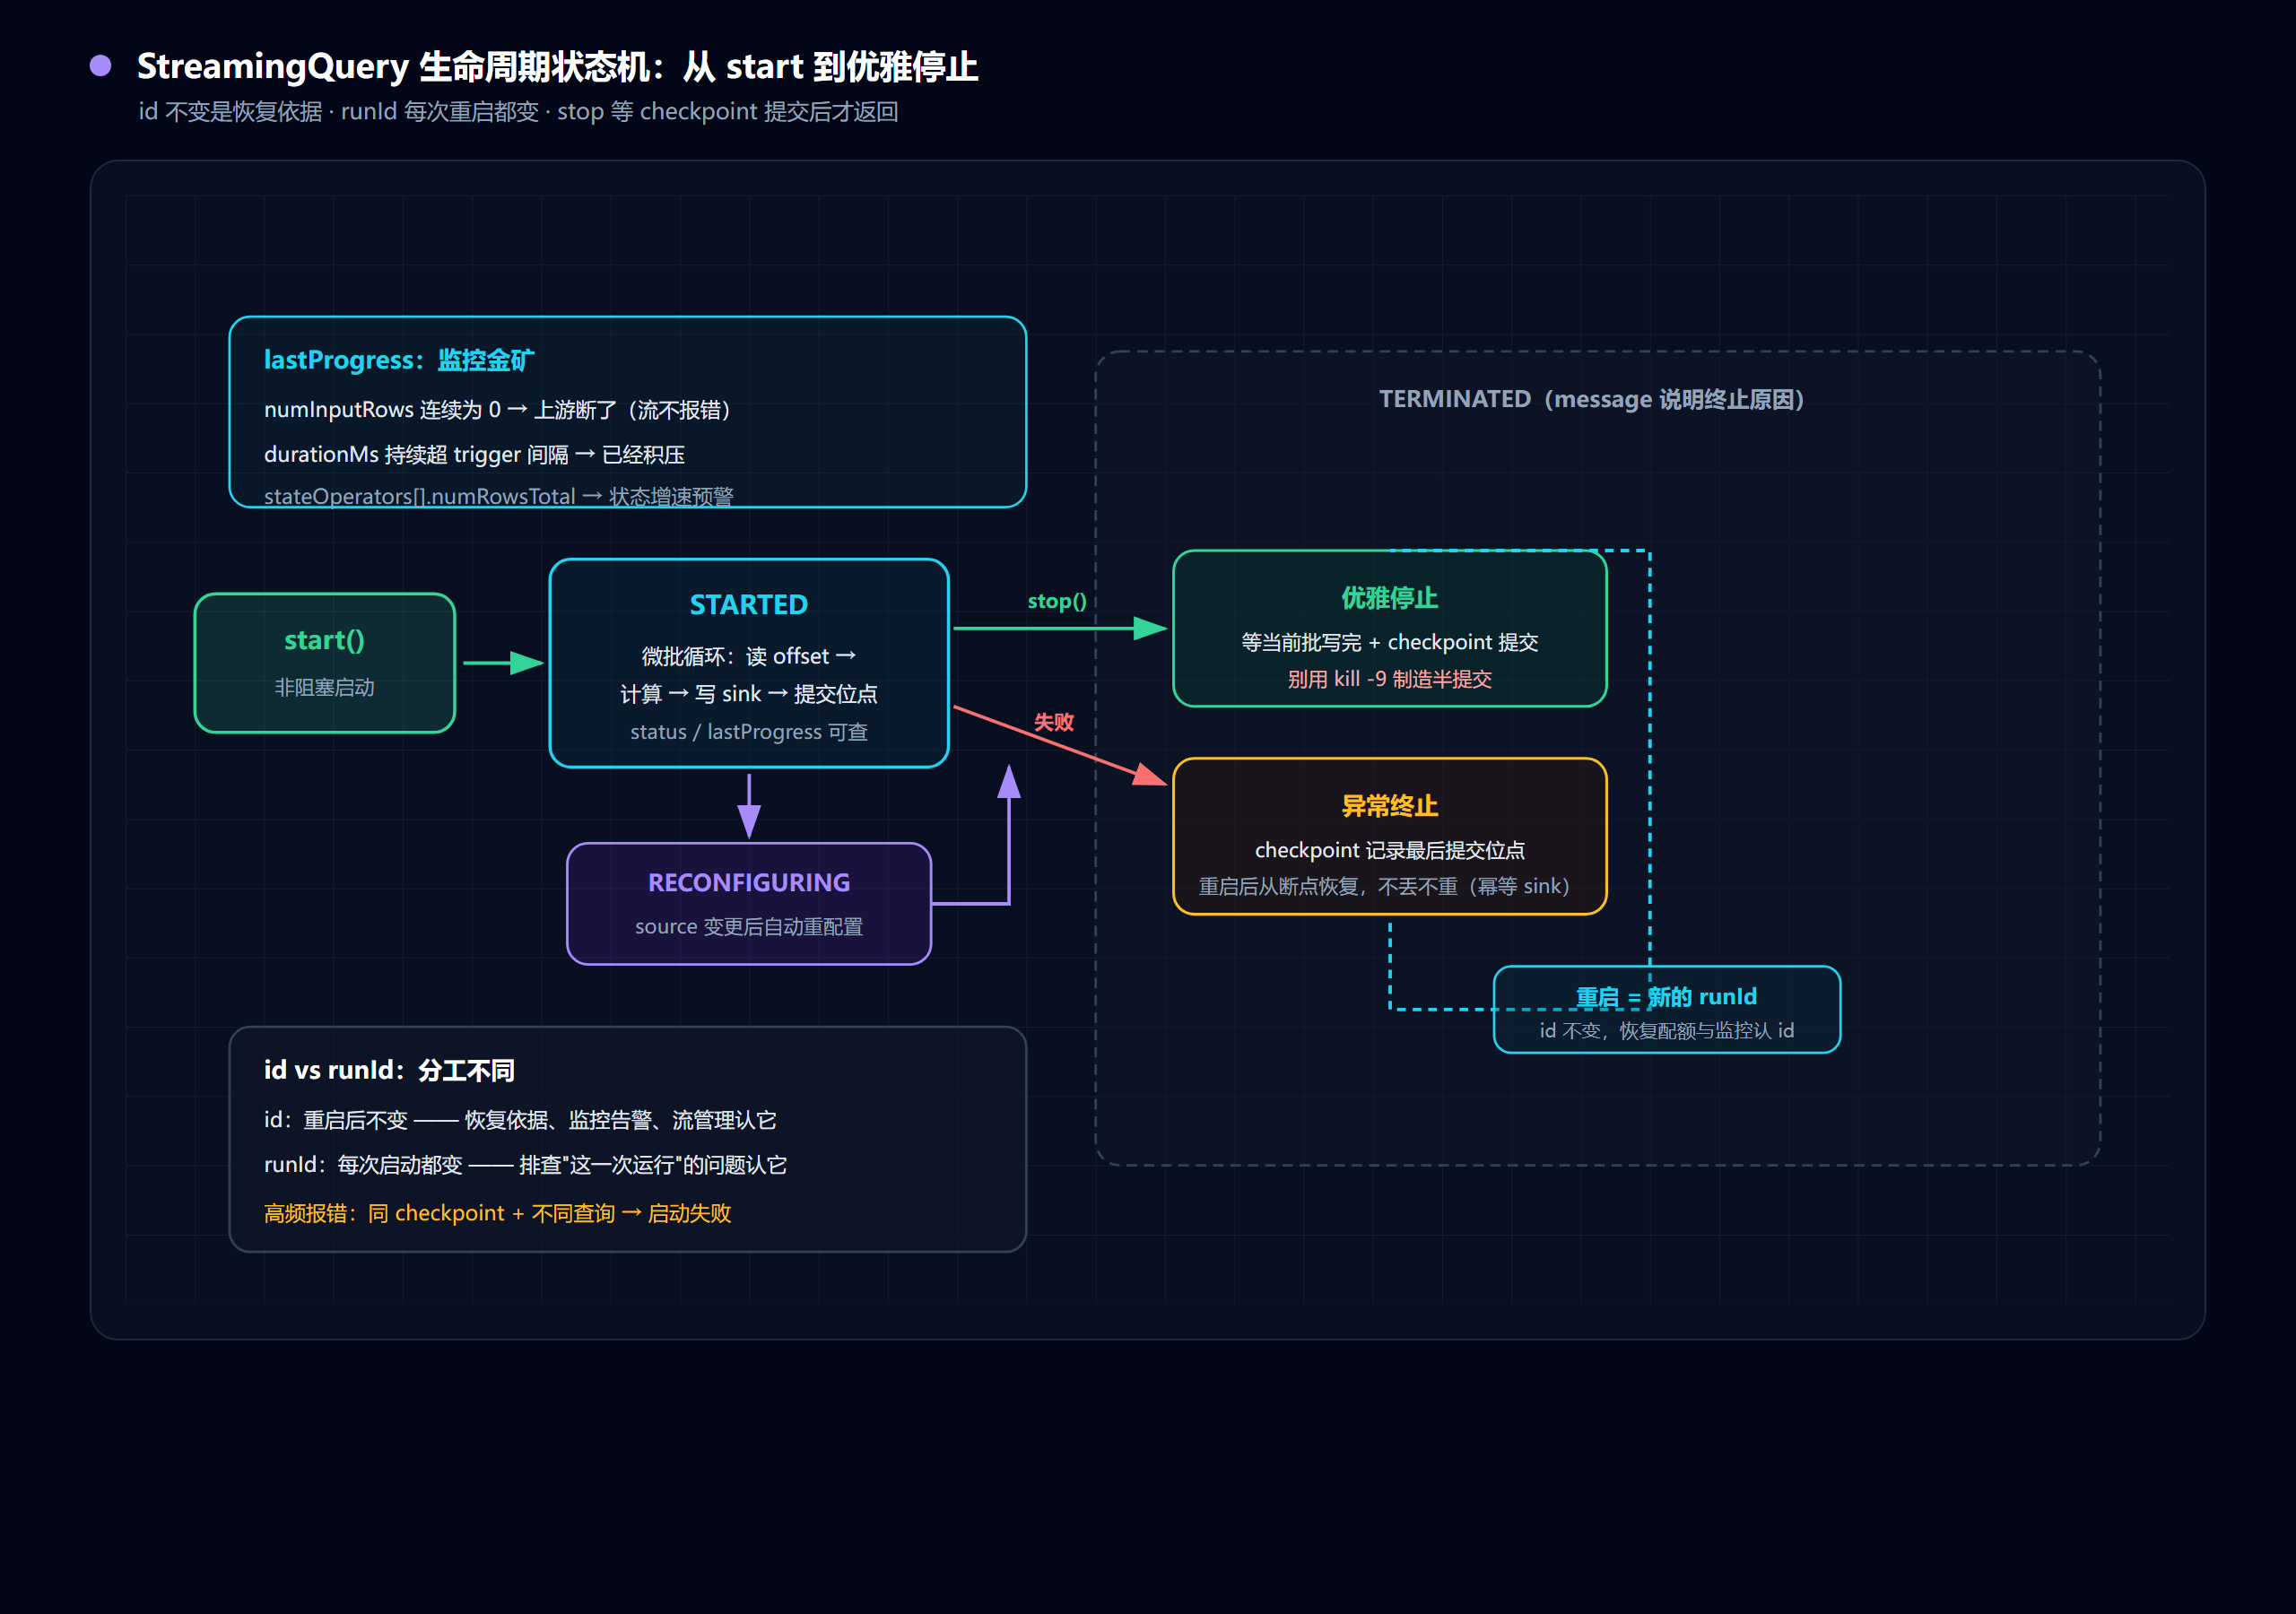 StreamingQuery 生命周期状态机：从 start 到优雅停止
id 不变是恢复依据 · runId 每次重启都变 · stop 等 checkpoint 提交后才返回
lastProgress：监控金矿
numInputRows 连续为 0 → 上游断了（流不报错）
durationMs 持续超 trigger 间隔 → 已经积压
stateOperators[].numRowsTotal → 状态增速预警
TERMINATED（message 说明终止原因）
start()
非阻塞启动
STARTED
微批循环：读 offset →
计算 → 写 sink → 提交位点
status / lastProgress 可查
stop()
失败
优雅停止
等当前批写完 + checkpoint 提交
别用 kill -9 制造半提交
异常终止
checkpoint 记录最后提交位点
重启后从断点恢复，不丢不重（幂等 sink）
RECONFIGURING
source 变更后自动重配置
重启 = 新的 runId
id 不变，恢复配额与监控认 id
id vs runId：分工不同
id：重启后不变 —— 恢复依据、监控告警、流管理认它
runId：每次启动都变 —— 排查"这一次运行"的问题认它
高频报错：同 checkpoint + 不同查询 → 启动失败